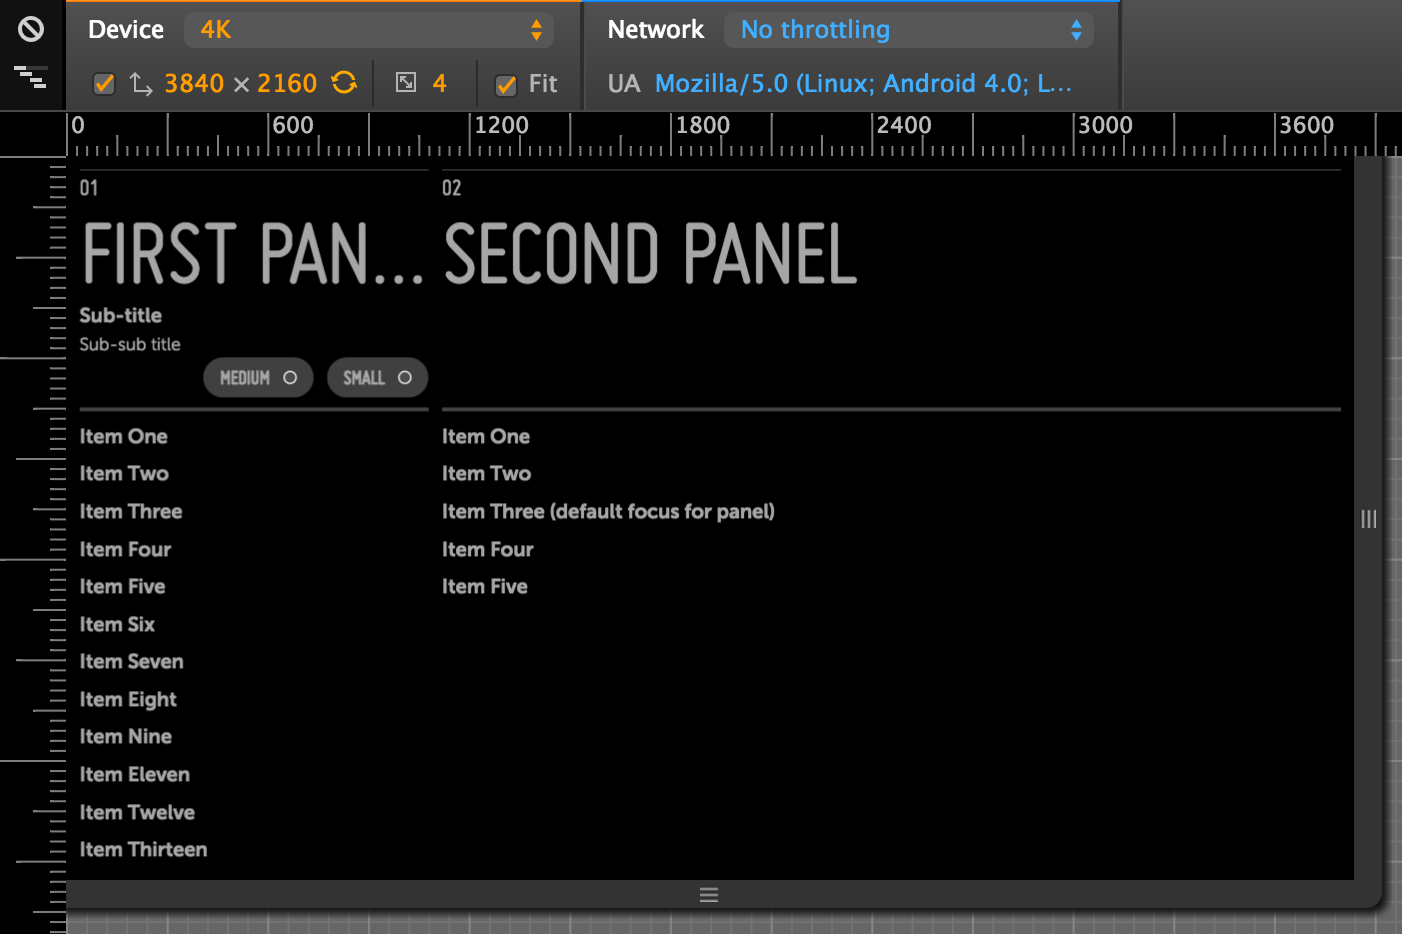 Device 4K Network No throttling
3840 × 2160 4 Fit UA Mozilla/5.0 (Linux; Android 4.0; L...
0 600 1200 1800 2400 3000 3600
01 02
FIRST PAN... SECOND PANEL
Sub-title
Sub-sub title
MEDIUM SMALL
Item One Item One
Item Two Item Two
Item Three Item Three (default focus for panel)
Item Four Item Four
Item Five Item Five
Item Six
Item Seven
Item Eight
Item Nine
Item Eleven
Item Twelve
Item Thirteen